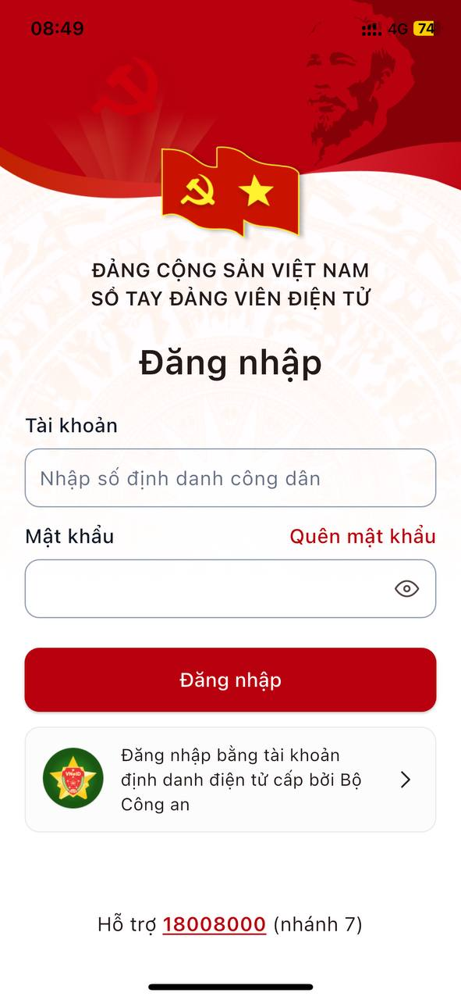 08:49
4G 74
ĐẢNG CỘNG SẢN VIỆT NAM
SỔ TAY ĐẢNG VIÊN ĐIỆN TỬ
Đăng nhập
Tài khoản
Nhập số định danh công dân
Mật khẩu Quên mật khẩu
Đăng nhập
VNeID
Đăng nhập bằng tài khoản
định danh điện tử cấp bởi Bộ
Công an
Hỗ trợ 18008000 (nhánh 7)